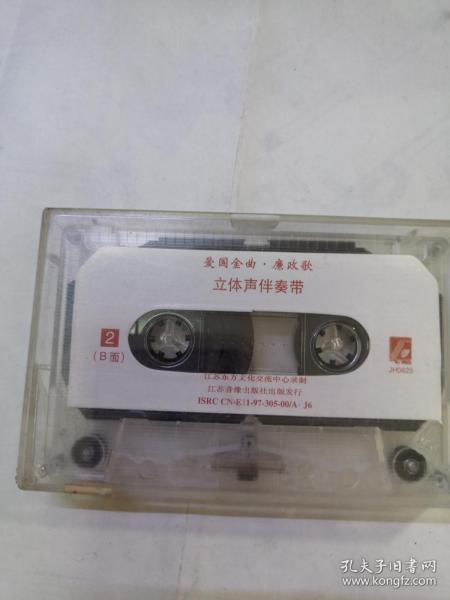 爱国金曲·廉政歌
立体声伴奏带
2
(B面)
JH0625
江苏东方文化交流中心录制
江苏音像出版社出版发行
ISRC CN-E11-97-305-00/A·J6
孔夫子旧书网
www.kongfz.com